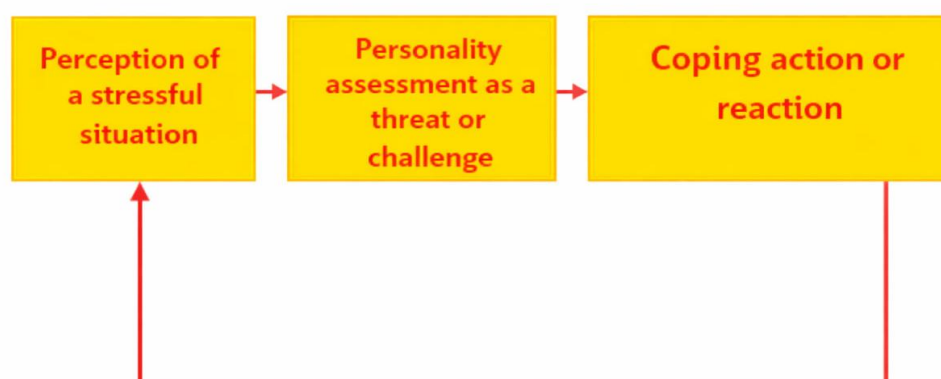 Perception of
a stressful
situation
Personality
assessment as a
threat or
challenge
Coping action or
reaction